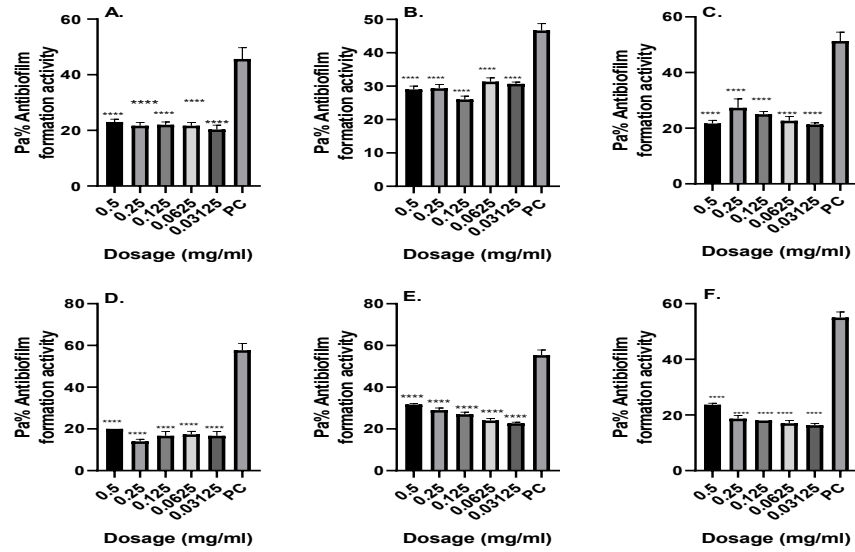 A.
Pa% Antibiofilm
formation activity
60
40
20
0
****
****
****
****
****
0.5
0.25
0.125
0.0625
0.03125
PC
Dosage (mg/ml)
B.
Pa% Antibiofilm
formation activity
50
40
30
20
10
0
****
****
****
****
****
0.5
0.25
0.125
0.0625
0.03125
PC
Dosage (mg/ml)
C.
Pa% Antibiofilm
formation activity
60
40
20
0
****
****
****
****
****
0.5
0.25
0.125
0.0625
0.03125
PC
Dosage (mg/ml)
D.
Pa% Antibiofilm
formation activity
80
60
40
20
0
****
****
****
****
****
0.5
0.25
0.125
0.0625
0.03125
PC
Dosage (mg/ml)
E.
Pa% Antibiofilm
formation activity
80
60
40
20
0
****
****
****
****
****
0.5
0.25
0.125
0.0625
0.03125
PC
Dosage (mg/ml)
F.
Pa% Antibiofilm
formation activity
60
40
20
0
****
****
****
****
****
0.5
0.25
0.125
0.0625
0.03125
PC
Dosage (mg/ml)